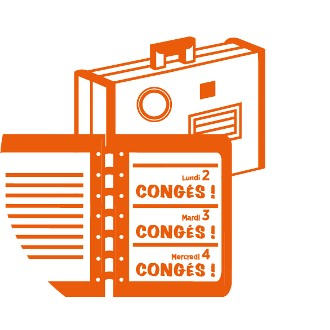 Lundi 2
CONGÉS !
Mardi 3
CONGÉS !
Mercredi 4
CONGÉS !